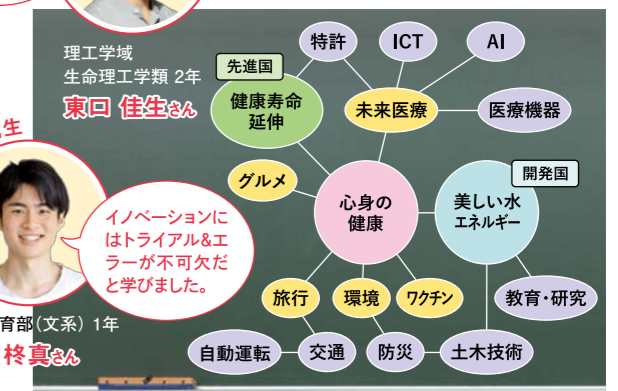 理工学域
生命理工学類 2年
東口 佳生さん
生
イノベーションに
はトライアル&エ
ラーが不可欠だ
と学びました。
育部(文系) 1年
柊真さん
特許
ICT
AI
先進国
健康寿命
延伸
未来医療
医療機器
グルメ
心身の
健康
開発国
美しい水
エネルギー
旅行
環境
ワクチン
教育・研究
自動運転
交通
防災
土木技術